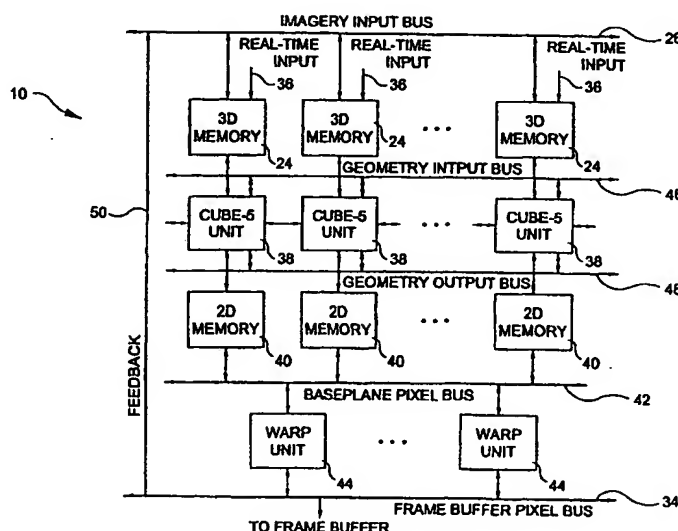 IMAGERY INPUT BUS
26
REAL-TIME INPUT
REAL-TIME INPUT
REAL-TIME INPUT
36
36
36
10
3D MEMORY
3D MEMORY
• • •
3D MEMORY
24
24
24
GEOMETRY INTPUT BUS
46
50
CUBE-5 UNIT
CUBE-5 UNIT
• • •
CUBE-5 UNIT
38
38
38
GEOMETRY OUTPUT BUS
48
2D MEMORY
2D MEMORY
• • •
2D MEMORY
40
40
40
FEEDBACK
BASEPLANE PIXEL BUS
42
WARP UNIT
• • •
WARP UNIT
44
44
34
FRAME BUFFER PIXEL BUS
TO FRAME BUFFER